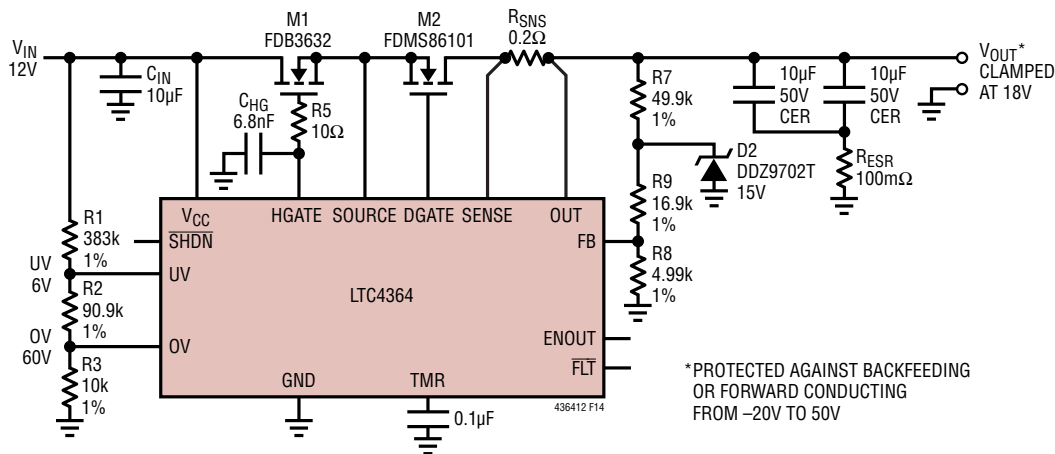 V_IN
12V
C_IN
10µF
M1
FDB3632
M2
FDMS86101
R_SNS
0.2Ω
C_HG
6.8nF
R5
10Ω
R7
49.9k
1%
10µF
50V
CER
10µF
50V
CER
V_OUT*
CLAMPED
AT 18V
D2
DDZ9702T
15V
R_ESR
100mΩ
R9
16.9k
1%
R8
4.99k
1%
R1
383k
1%
UV
6V
R2
90.9k
1%
OV
60V
R3
10k
1%
V_CC HGATE SOURCE DGATE SENSE OUT
SHDN
FB
UV
LTC4364
OV
ENOUT
FLT
GND TMR
436412 F14
0.1µF
*PROTECTED AGAINST BACKFEEDING
OR FORWARD CONDUCTING
FROM –20V TO 50V